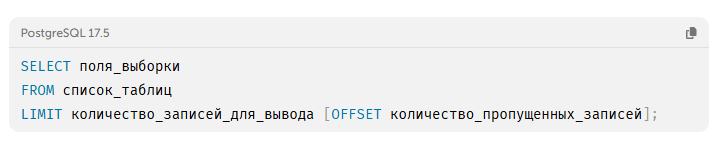 PostgreSQL 17.5
SELECT поля_выборки
FROM список_таблиц
LIMIT количество_записей_для_вывода [OFFSET количество_пропущенных_записей];